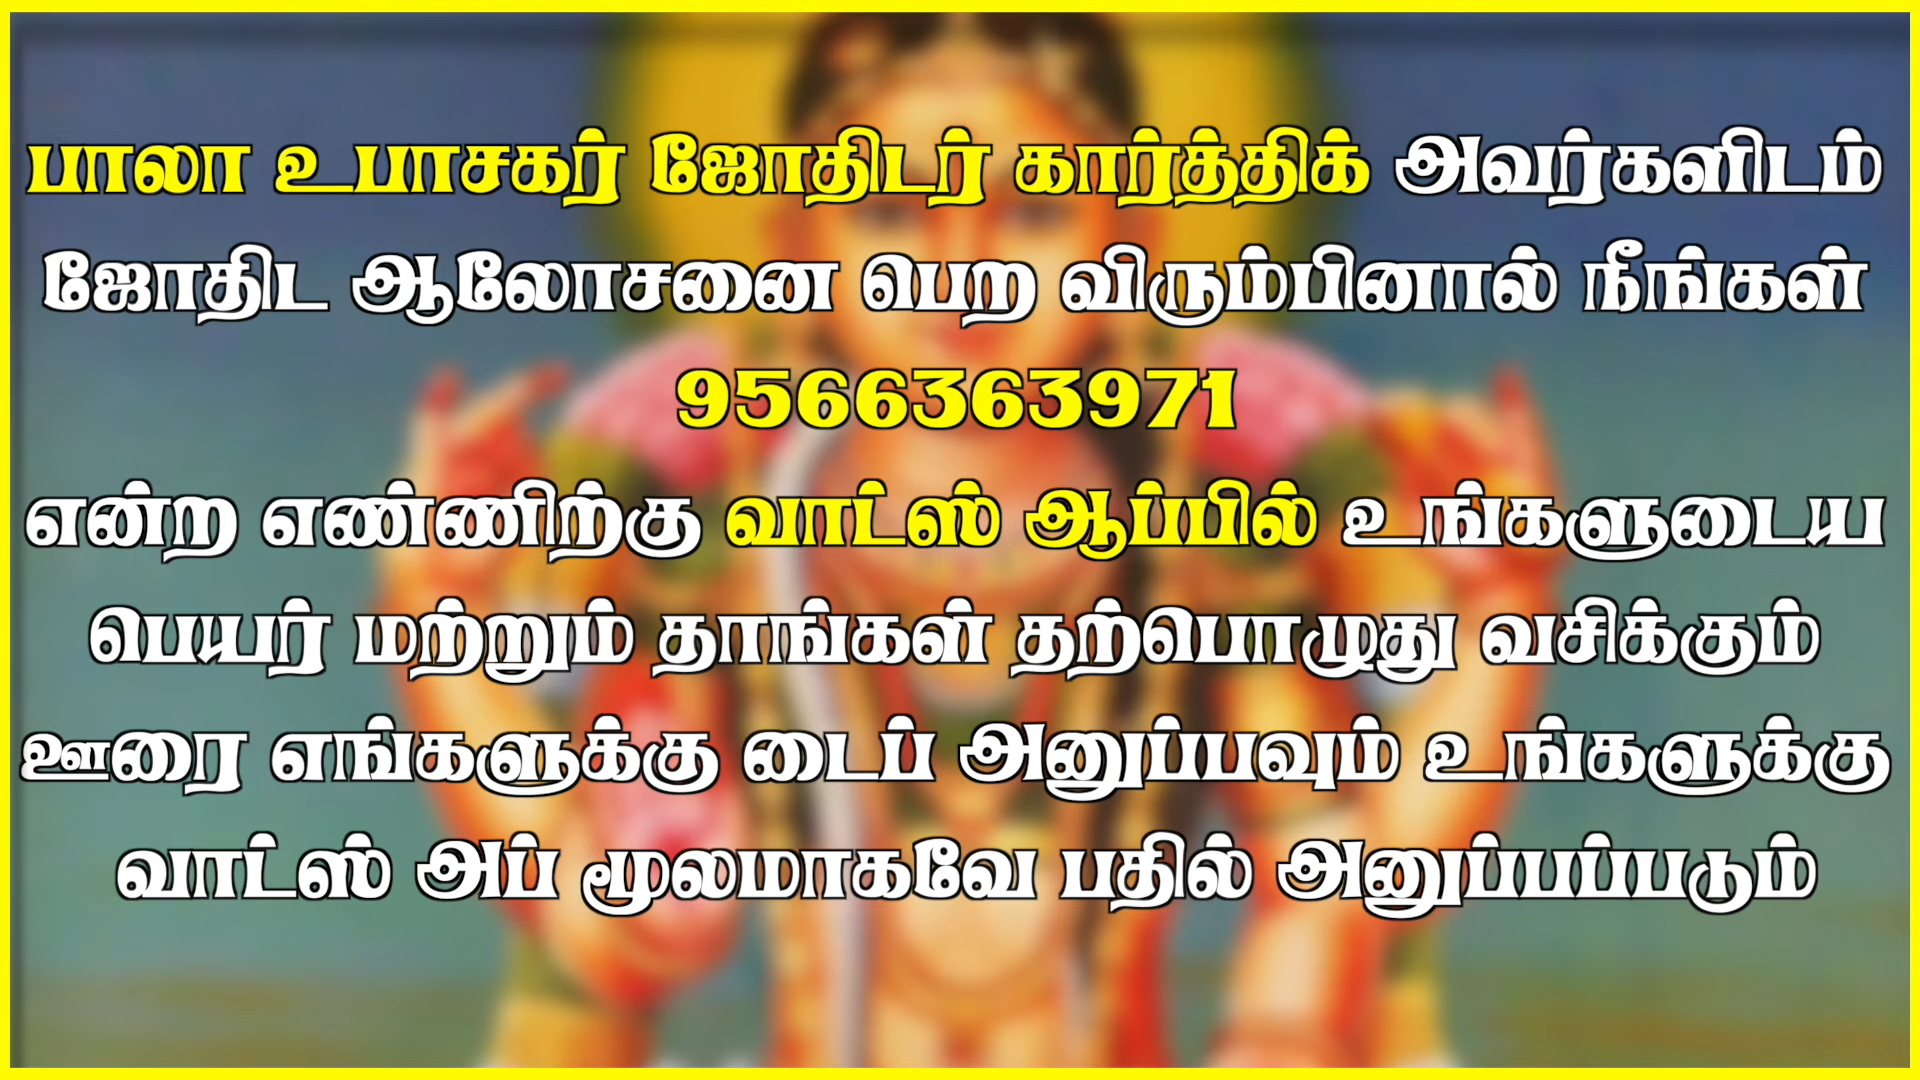 பாலா உபாசகர் ஜோதிடர் கார்த்திக் அவர்களிடம்
ஜோதிட ஆலோசனை பெற விரும்பினால் நீங்கள்
9566363971
என்ற எண்ணிற்கு வாட்ஸ் ஆப்பில் உங்களுடைய
பெயர் மற்றும் தாங்கள் தற்பொழுது வசிக்கும்
ஊரை எங்களுக்கு டைப் அனுப்பவும் உங்களுக்கு
வாட்ஸ் அப் மூலமாகவே பதில் அனுப்பப்படும்